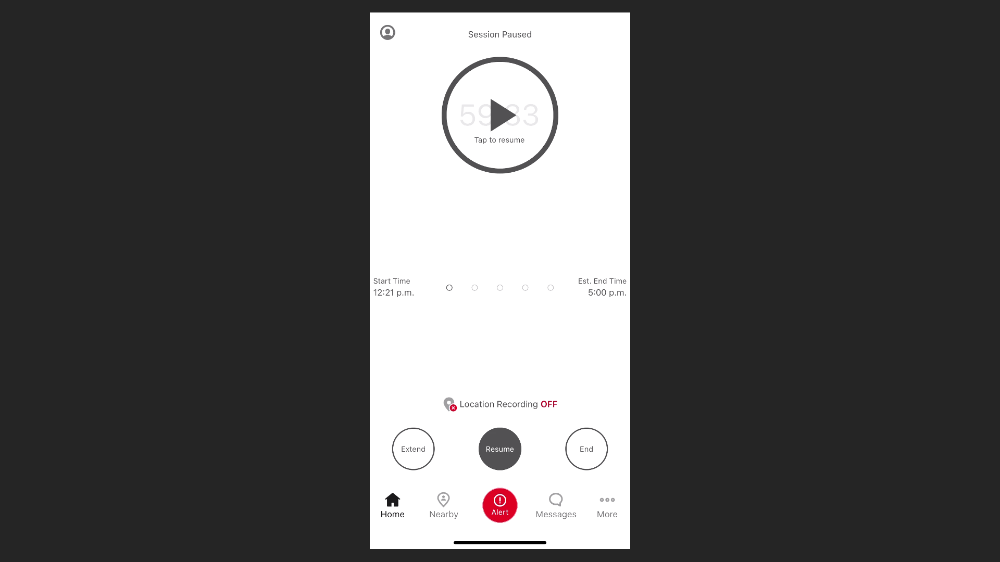 Session Paused
Tap to resume
Start Time
12:21 p.m.
Est. End Time
5:00 p.m.
Location Recording OFF
Extend
Resume
End
Home
Nearby
Alert
Messages
More